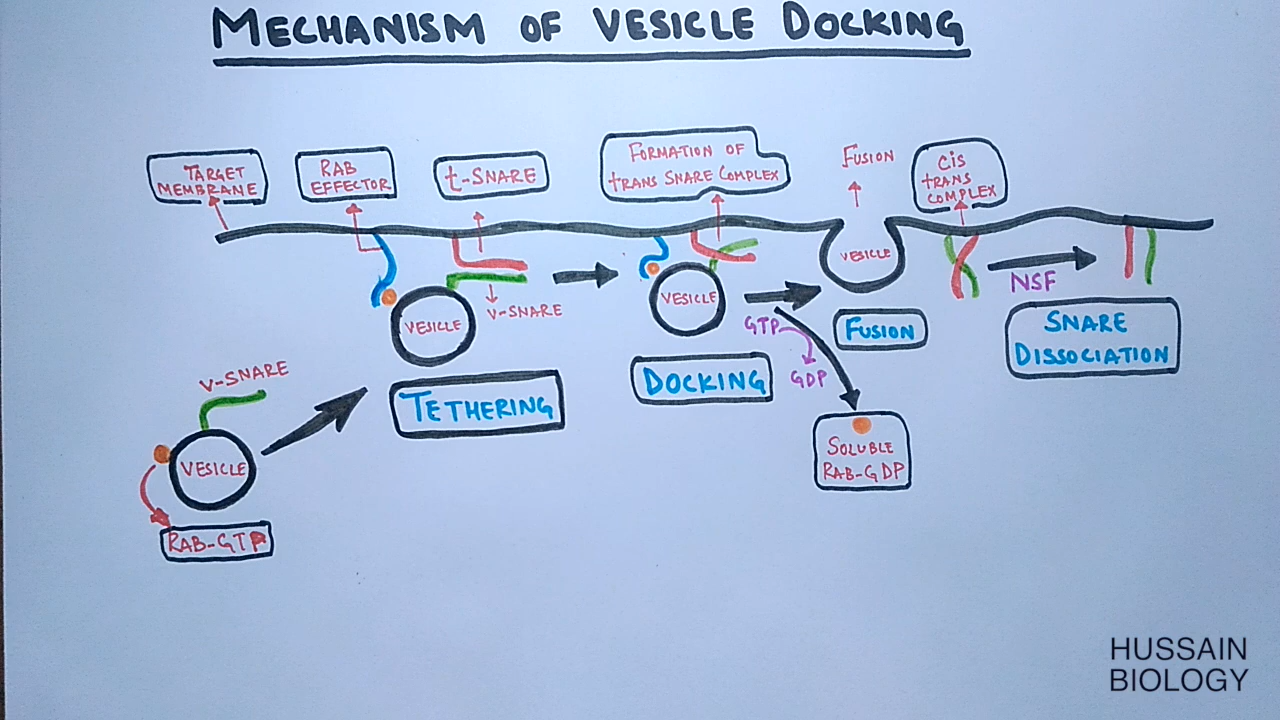 MECHANISM OF VESICLE DOCKING
TARGET
MEMBRANE
RAB
EFFECTOR
t-SNARE
FORMATION OF
TRANS SNARE COMPLEX
FUSION
Cis
TRANS
COMPLEX
VESICLE
V-SNARE
VESICLE
VESICLE
NSF
GTP
GDP
FUSION
SNARE
DISSOCIATION
TETHERING
DOCKING
V-SNARE
VESICLE
RAB-GTP
SOLUBLE
RAB-GDP
HUSSAIN
BIOLOGY